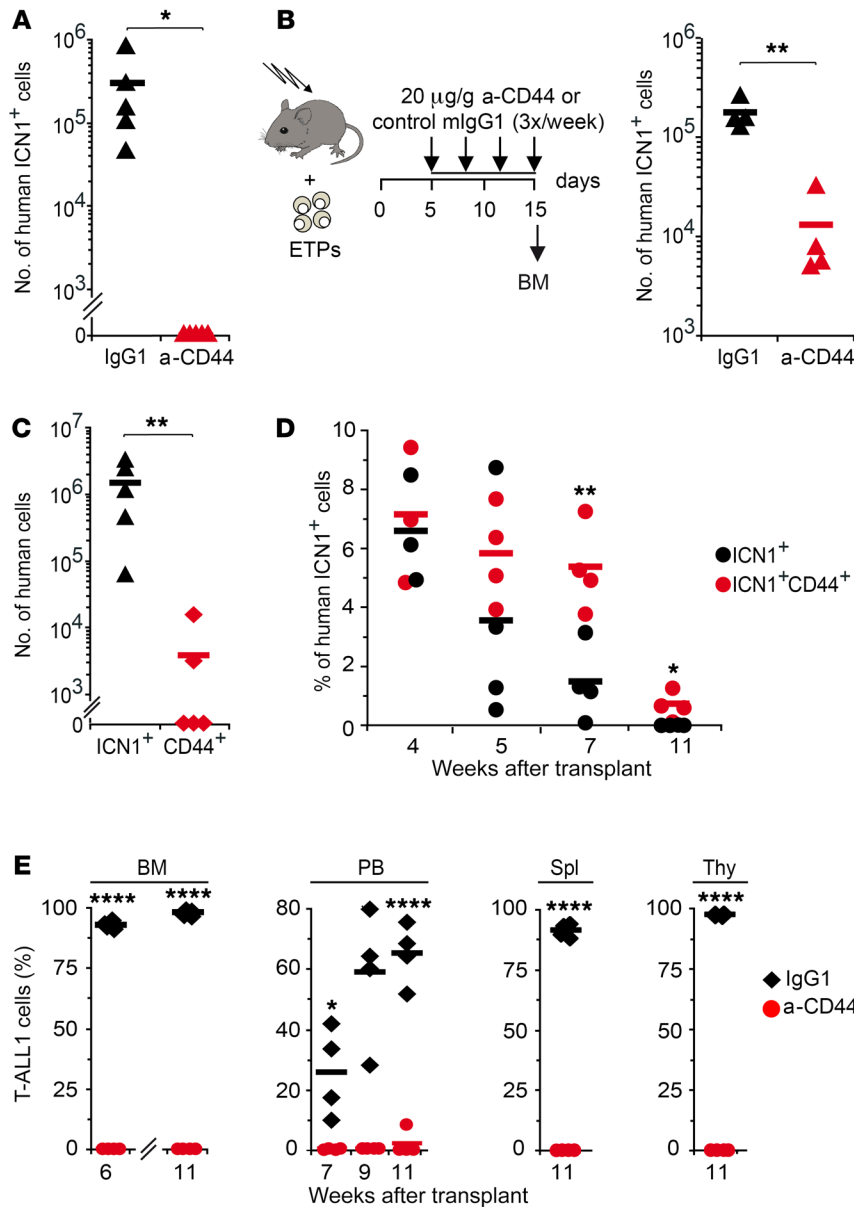 A
*
No. of human ICN1⁺ cells
10⁶
10⁵
10⁴
10³
0
IgG1 a-CD44
B
20 μg/g a-CD44 or
control mIgG1 (3x/week)
+
ETPs
0 5 10 15 days
BM
**
No. of human ICN1⁺ cells
10⁶
10⁵
10⁴
10³
IgG1 a-CD44
C
**
No. of human cells
10⁷
10⁶
10⁵
10⁴
10³
0
ICN1⁺ CD44⁺
D
% of human ICN1⁺ cells
10
8
6
4
2
0
**
*
4 5 7 11
Weeks after transplant
ICN1⁺
ICN1⁺CD44⁺
E
BM PB Spl Thy
T-ALL1 cells (%)
**** ****
100
75
50
25
0
6 11
* ****
80
60
40
20
0
7 9 11
****
100
75
50
25
0
11
****
100
75
50
25
0
11
Weeks after transplant
IgG1
a-CD44